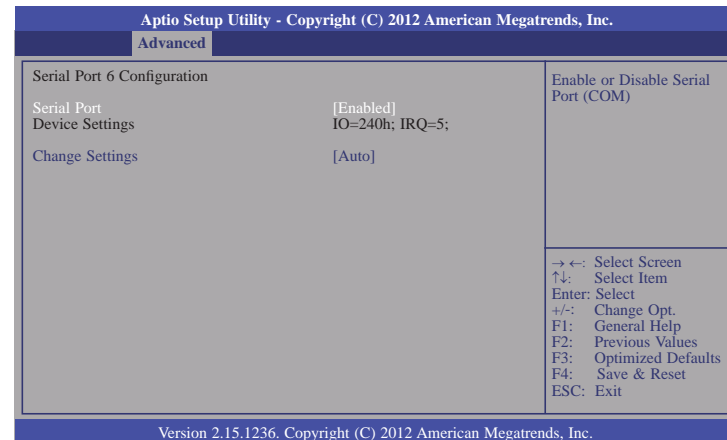 Aptio Setup Utility - Copyright (C) 2012 American Megatrends, Inc.
Advanced
Serial Port 6 Configuration
Serial Port [Enabled]
Device Settings IO=240h; IRQ=5;
Change Settings [Auto]
Enable or Disable Serial
Port (COM)
→←: Select Screen
↑↓: Select Item
Enter: Select
+/-: Change Opt.
F1: General Help
F2: Previous Values
F3: Optimized Defaults
F4: Save & Reset
ESC: Exit
Version 2.15.1236. Copyright (C) 2012 American Megatrends, Inc.